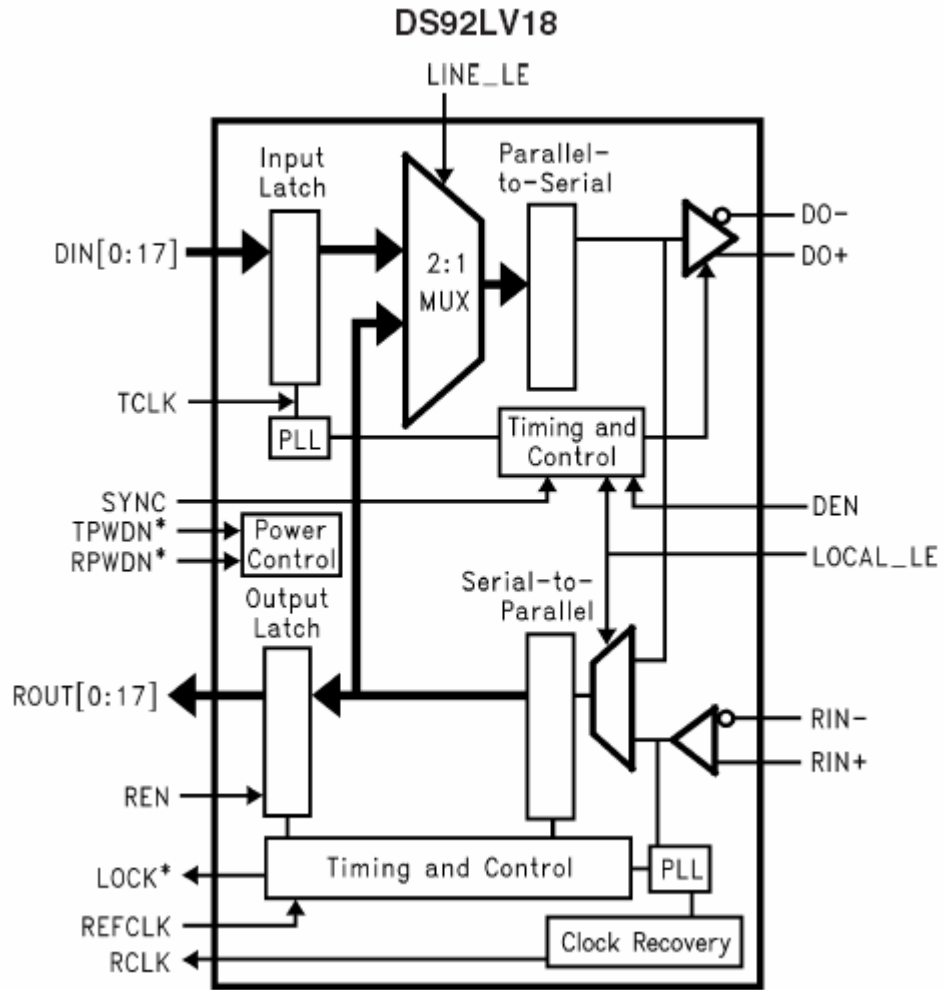 DS92LV18
LINE_LE
Input
Latch
Parallel-
to-Serial
DIN[0:17]
2:1
MUX
DO-
DO+
TCLK
PLL
Timing and
Control
SYNC
TPWDN*
RPWDN*
Power
Control
DEN
LOCAL_LE
Output
Latch
Serial-to-
Parallel
ROUT[0:17]
RIN-
RIN+
REN
LOCK*
Timing and Control
PLL
REFCLK
RCLK
Clock Recovery